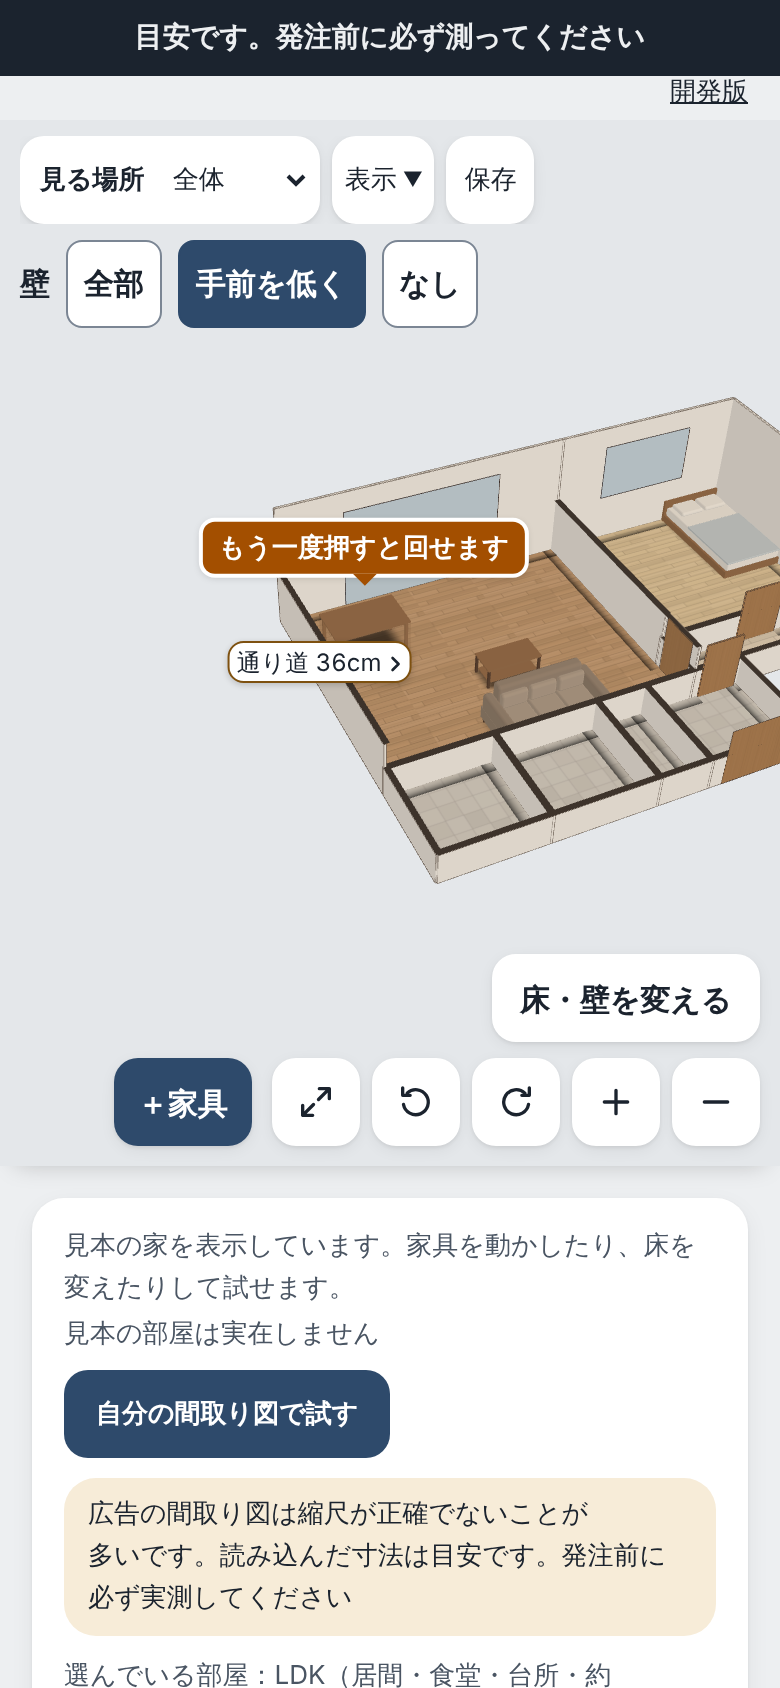 目安です。発注前に必ず測ってください
開発版
見る場所 全体
表示▼
保存
壁 全部 手前を低く なし
もう一度押すと回せます
通り道 36cm
床・壁を変える
+家具
見本の家を表示しています。家具を動かしたり、床を
変えたりして試せます。
見本の部屋は実在しません
自分の間取り図で試す
広告の間取り図は縮尺が正確でないことが
多いです。読み込んだ寸法は目安です。発注前に
必ず実測してください
選んでいる部屋：LDK（居間・食堂・台所・約